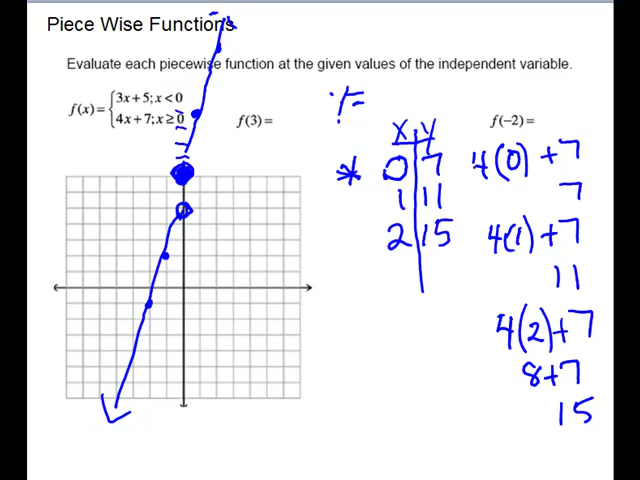 Piece Wise Functions
Evaluate each piecewise function at the given values of the independent variable.
f(x) = { 3x + 5; x < 0
4x + 7; x ≥ 0
f(3) =
f(−2) =
Y=
X Y
* 0 7
1 11
2 15
4(0) + 7
7
4(1) + 7
11
4(2) + 7
8 + 7
15